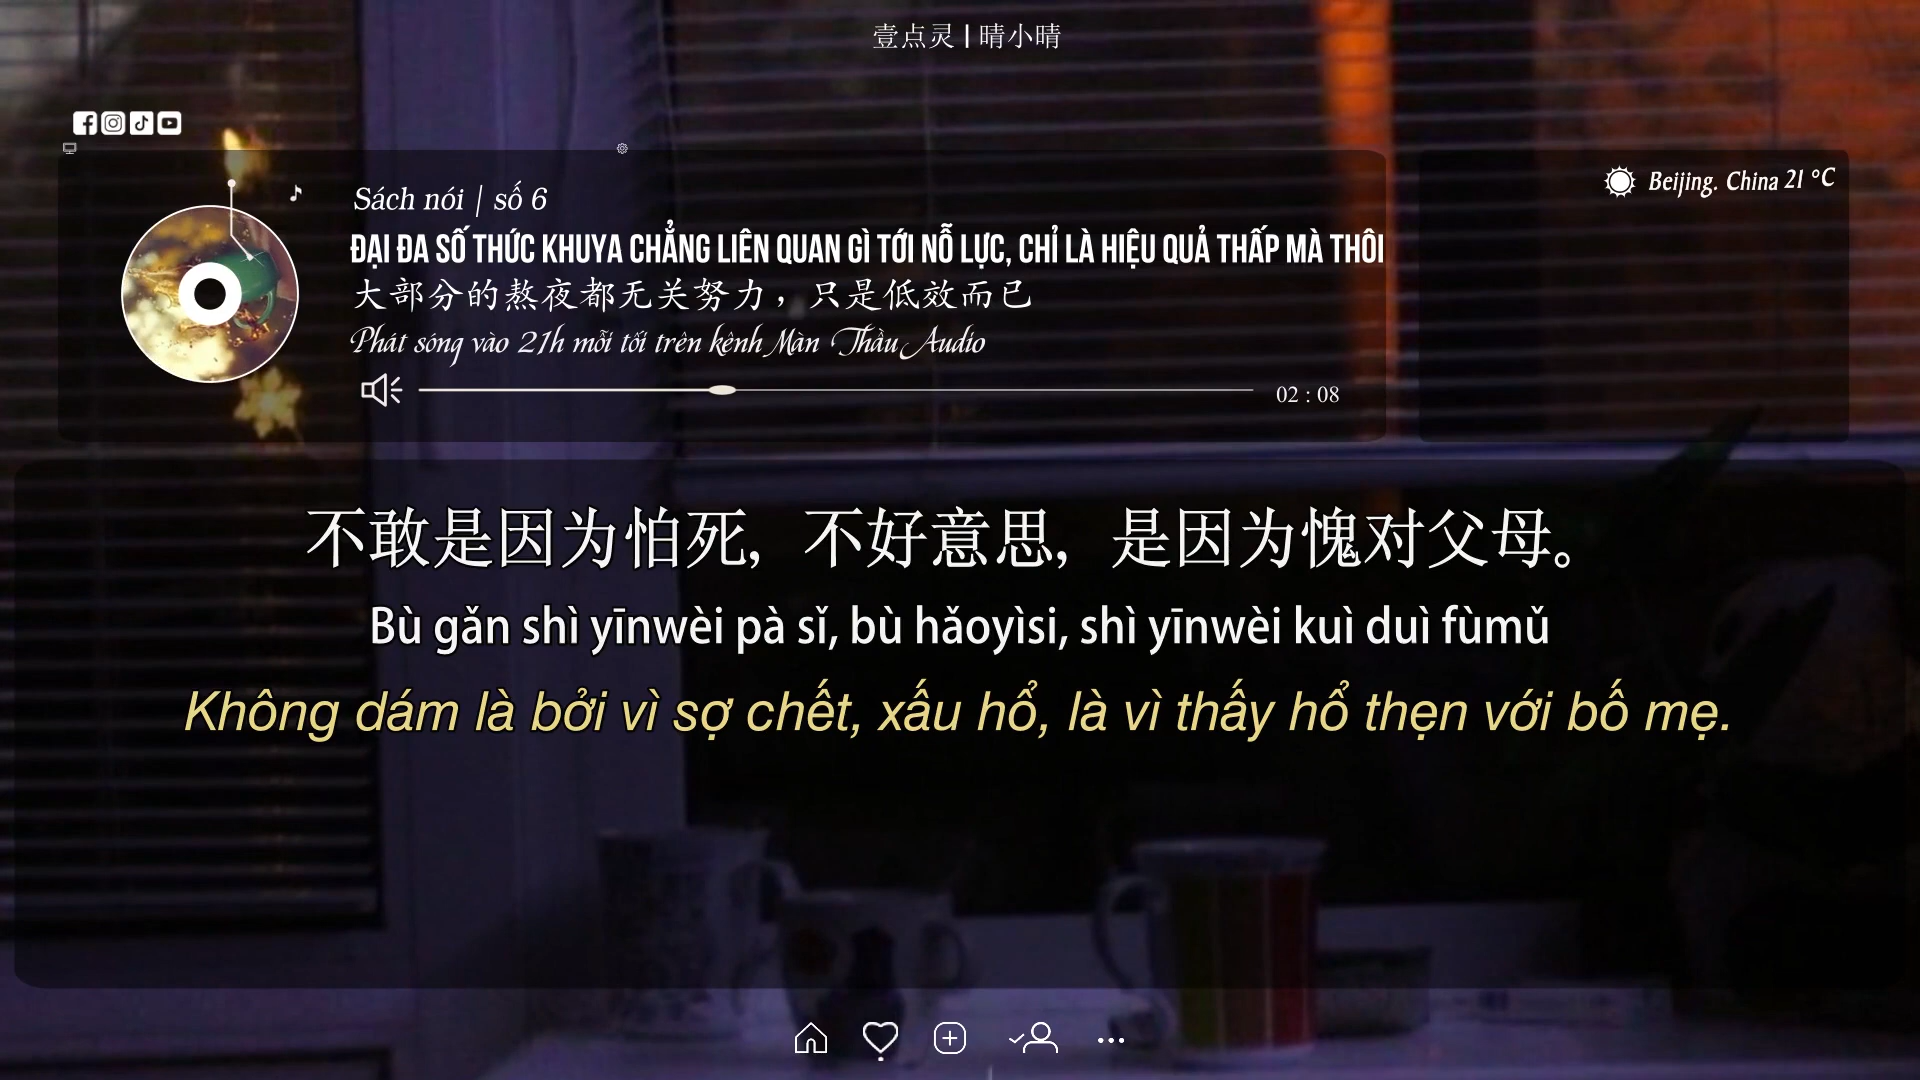 壹点灵 | 晴小晴
Beijing. China 21 °C
Sách nói | số 6
ĐẠI ĐA SỐ THỨC KHUYA CHẲNG LIÊN QUAN GÌ TỚI NỖ LỰC, CHỈ LÀ HIỆU QUẢ THẤP MÀ THÔI
大部分的熬夜都无关努力，只是低效而已
Phát sóng vào 21h mỗi tối trên kênh Màn Thầu Audio
02 : 08
不敢是因为怕死，不好意思，是因为愧对父母。
Bù gǎn shì yīnwèi pà sǐ, bù hǎoyìsi, shì yīnwèi kuì duì fùmǔ
Không dám là bởi vì sợ chết, xấu hổ, là vì thấy hổ thẹn với bố mẹ.